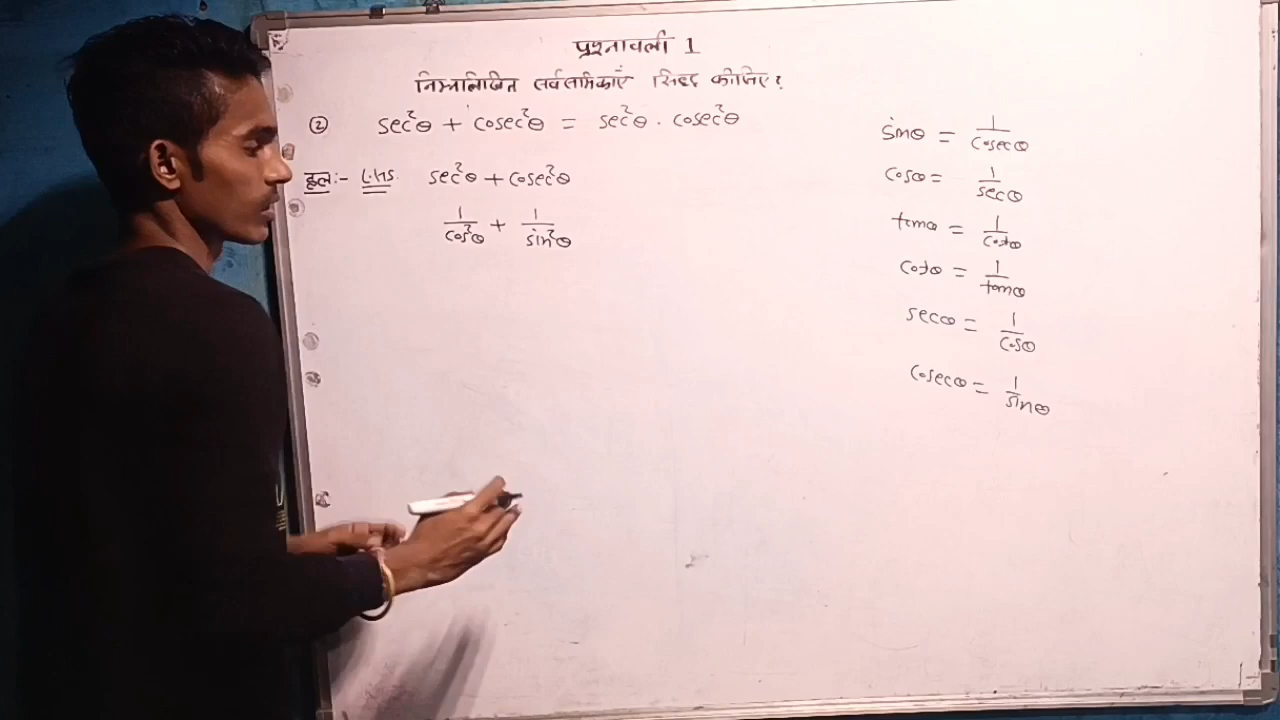 प्रश्नावली 1
निम्नलिखित सर्वसमिकाएँ सिद्ध कीजिए?
② sec²θ + cosec²θ = sec²θ . cosec²θ
हल:- L.H.S. sec²θ + cosec²θ
1/cos²θ + 1/sin²θ
sinθ = 1/cosecθ
cosθ = 1/secθ
tanθ = 1/cotθ
cotθ = 1/tanθ
secθ = 1/cosθ
cosecθ = 1/sinθ